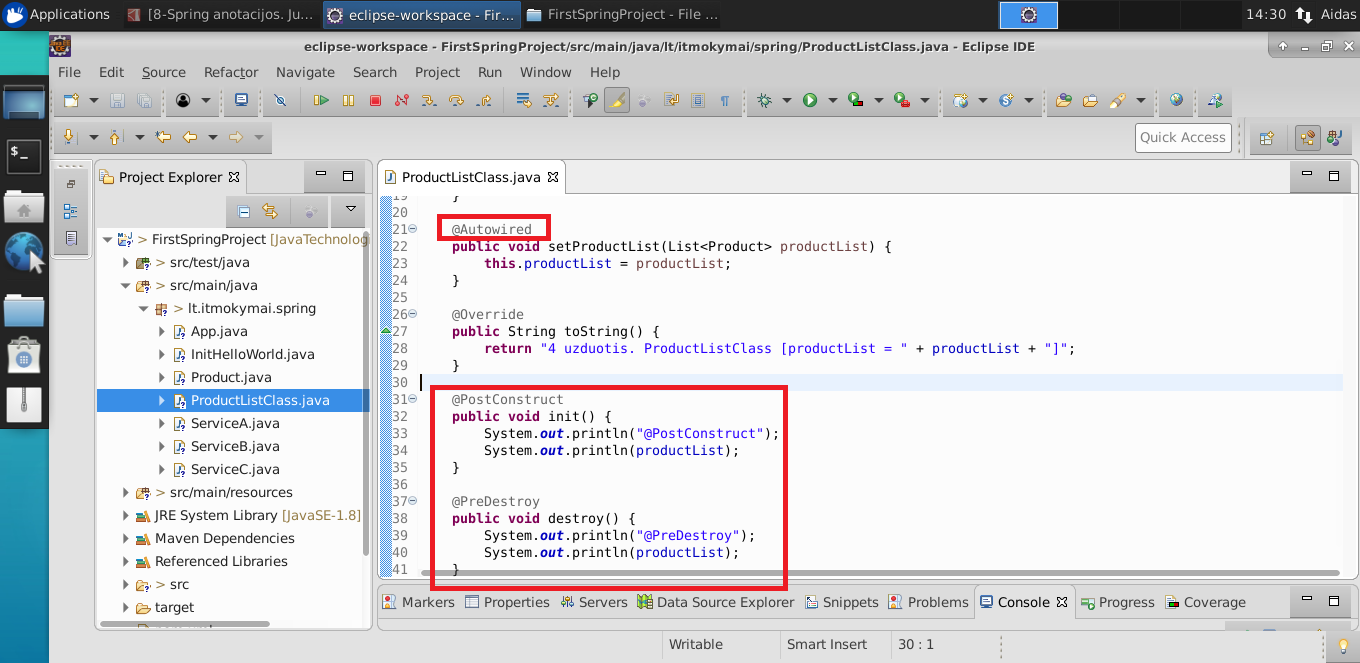 Applications
[8-Spring anotacijos. Ju...
eclipse-workspace - Fir...
FirstSpringProject - File ...
14:30
Aidas
eclipse-workspace - FirstSpringProject/src/main/java/lt/itmokymai/spring/ProductListClass.java - Eclipse IDE
File Edit Source Refactor Navigate Search Project Run Window Help
Quick Access
Project Explorer
ProductListClass.java
> FirstSpringProject [JavaTechnolog
> src/test/java
> src/main/java
> lt.itmokymai.spring
App.java
InitHelloWorld.java
Product.java
ProductListClass.java
ServiceA.java
ServiceB.java
ServiceC.java
> src/main/resources
JRE System Library [JavaSE-1.8]
Maven Dependencies
Referenced Libraries
> src
target
19 }
20
21 @Autowired
22 public void setProductList(List<Product> productList) {
23 this.productList = productList;
24 }
25
26 @Override
27 public String toString() {
28 return "4 uzduotis. ProductListClass [productList = " + productList + "]";
29 }
30
31 @PostConstruct
32 public void init() {
33 System.out.println("@PostConstruct");
34 System.out.println(productList);
35 }
36
37 @PreDestroy
38 public void destroy() {
39 System.out.println("@PreDestroy");
40 System.out.println(productList);
41 }
Markers Properties Servers Data Source Explorer Snippets Problems Console Progress Coverage
Writable Smart Insert 30 : 1